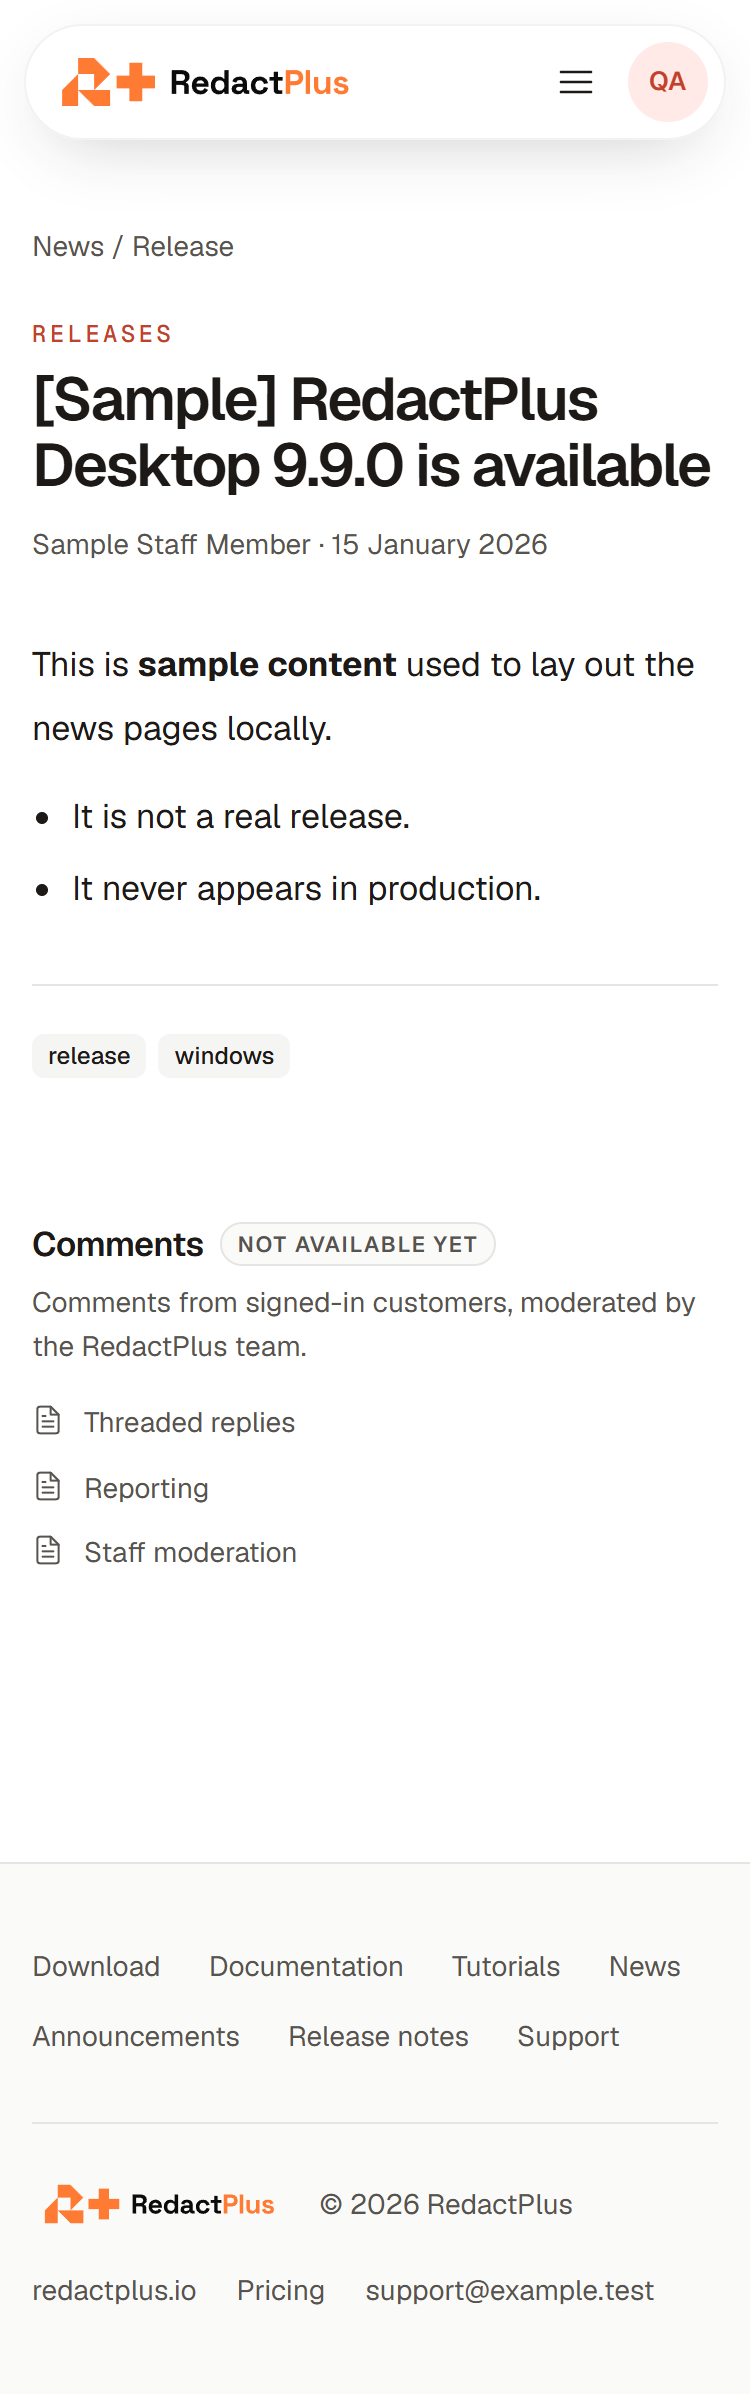 RedactPlus
QA
News / Release
RELEASES
[Sample] RedactPlus
Desktop 9.9.0 is available
Sample Staff Member · 15 January 2026
This is sample content used to lay out the
news pages locally.
• It is not a real release.
• It never appears in production.
release windows
Comments NOT AVAILABLE YET
Comments from signed-in customers, moderated by
the RedactPlus team.
Threaded replies
Reporting
Staff moderation
Download Documentation Tutorials News
Announcements Release notes Support
RedactPlus © 2026 RedactPlus
redactplus.io Pricing support@example.test